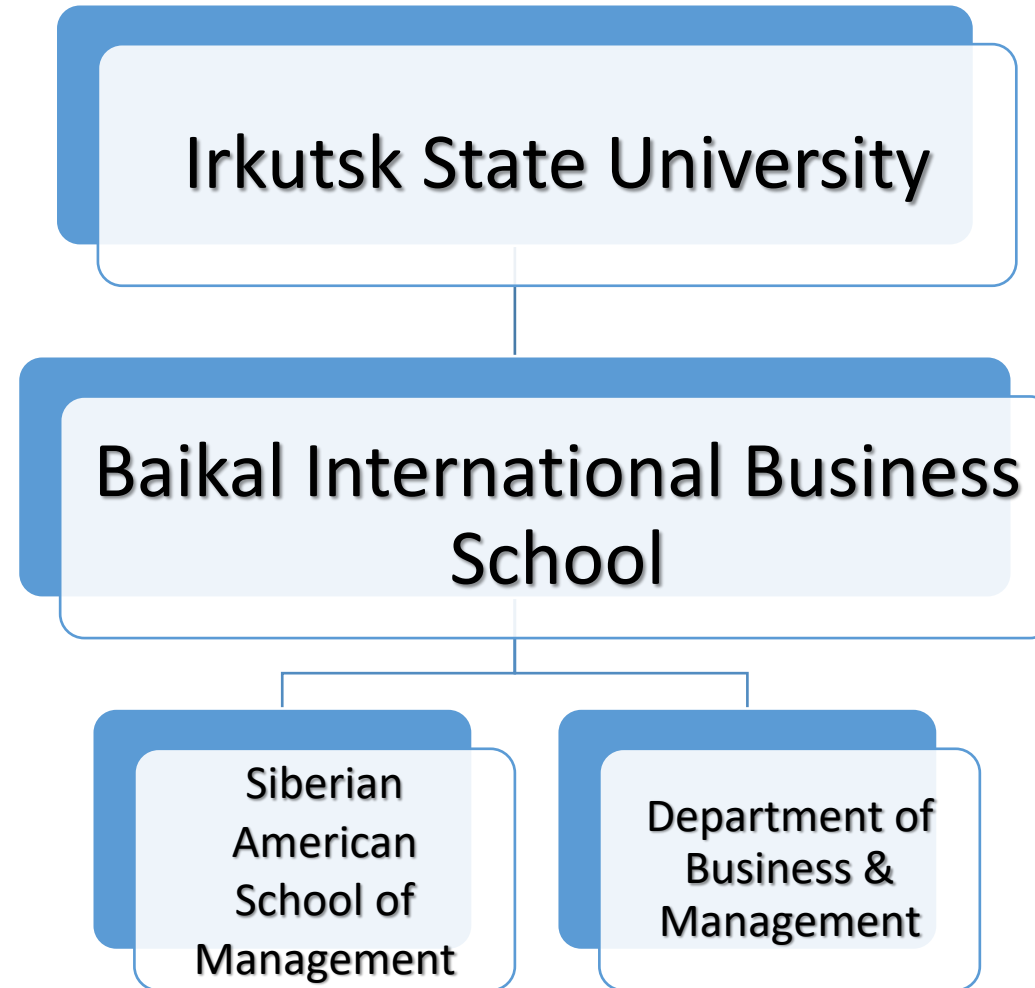 Irkutsk State University
Baikal International Business
School
Siberian
American
School of
Management
Department of
Business &
Management